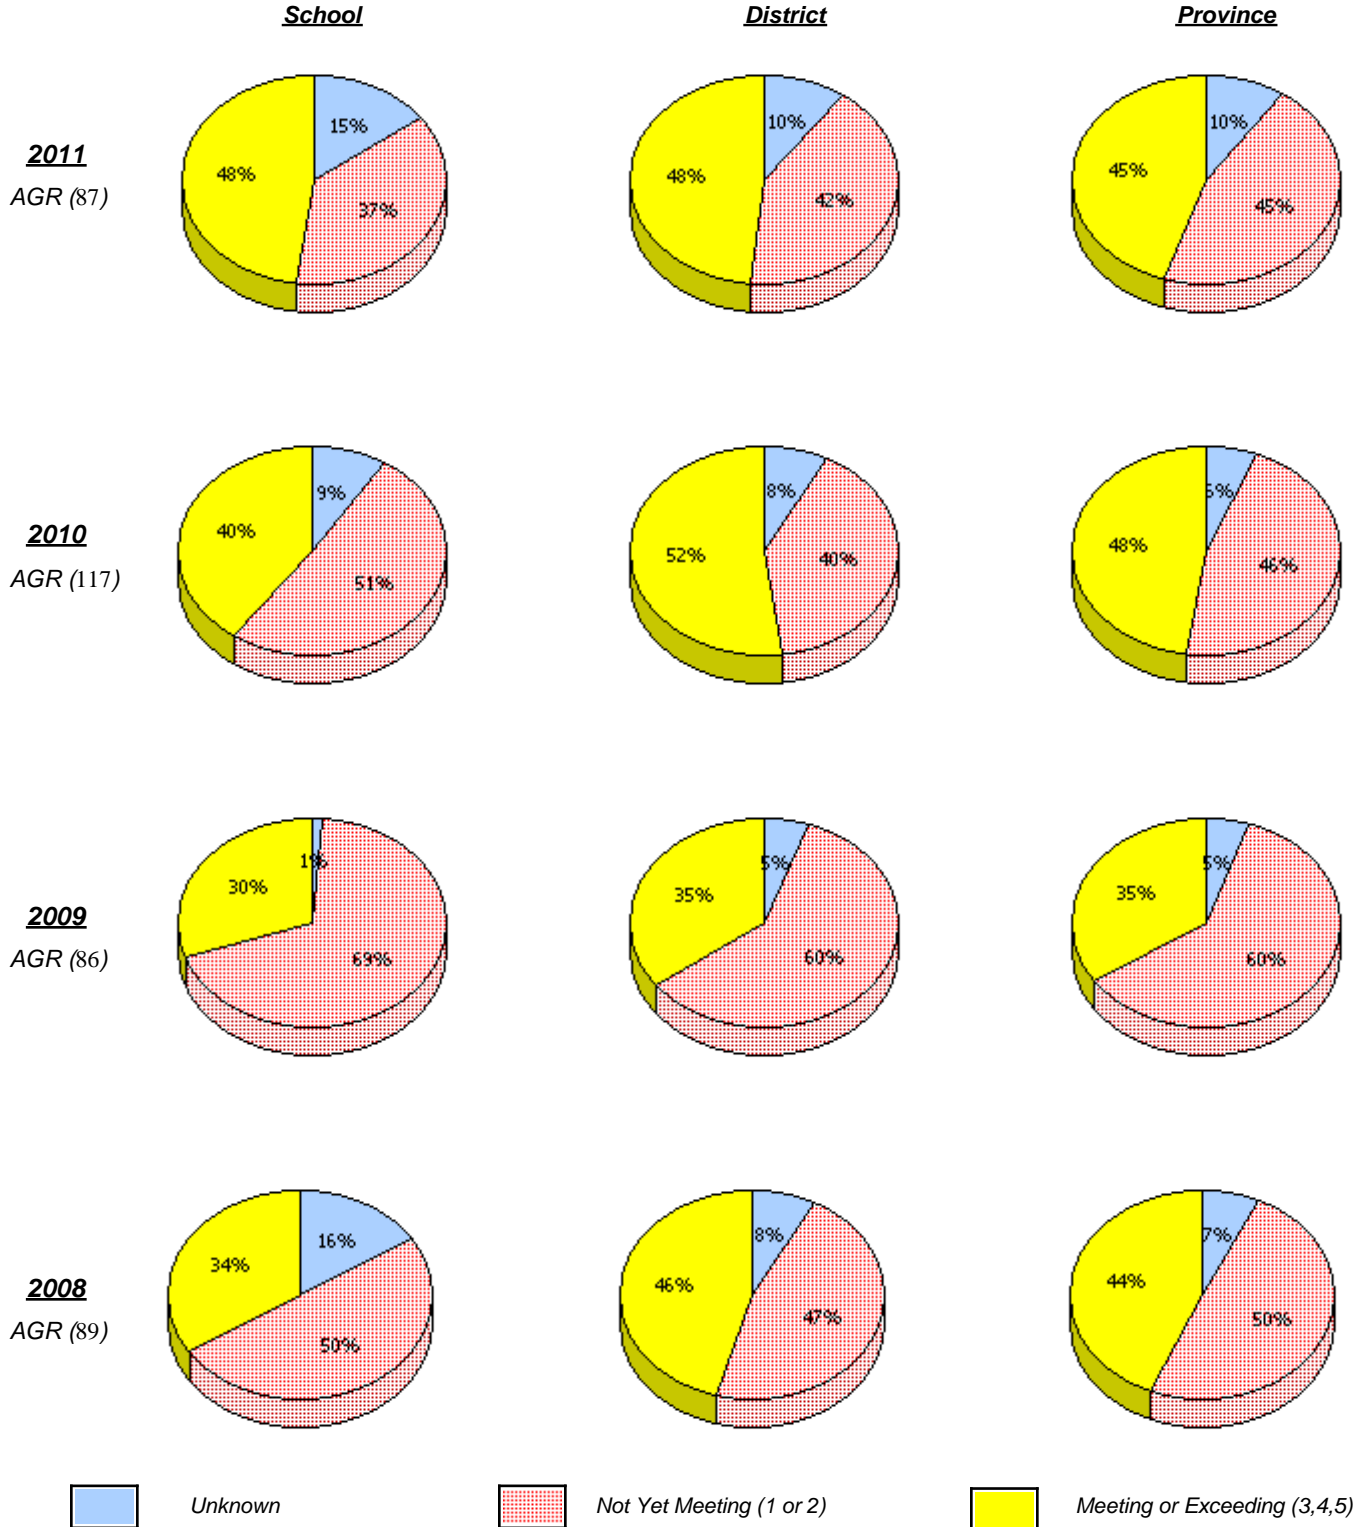 School District Province
15% 10% 10%
2011
48% 48% 45%
AGR (87)
37% 42% 45%
9% 8%
40% 52% 48%
2010
AGR (117)
51% 40% 46%
1% 5% 5%
30% 35% 35%
2009
AGR (86)
69% 60% 60%
16% 8% 7%
34% 46% 44%
2008
AGR (89)
50% 47% 50%
Unknown Not Yet Meeting (1 or 2) Meeting or Exceeding (3,4,5)